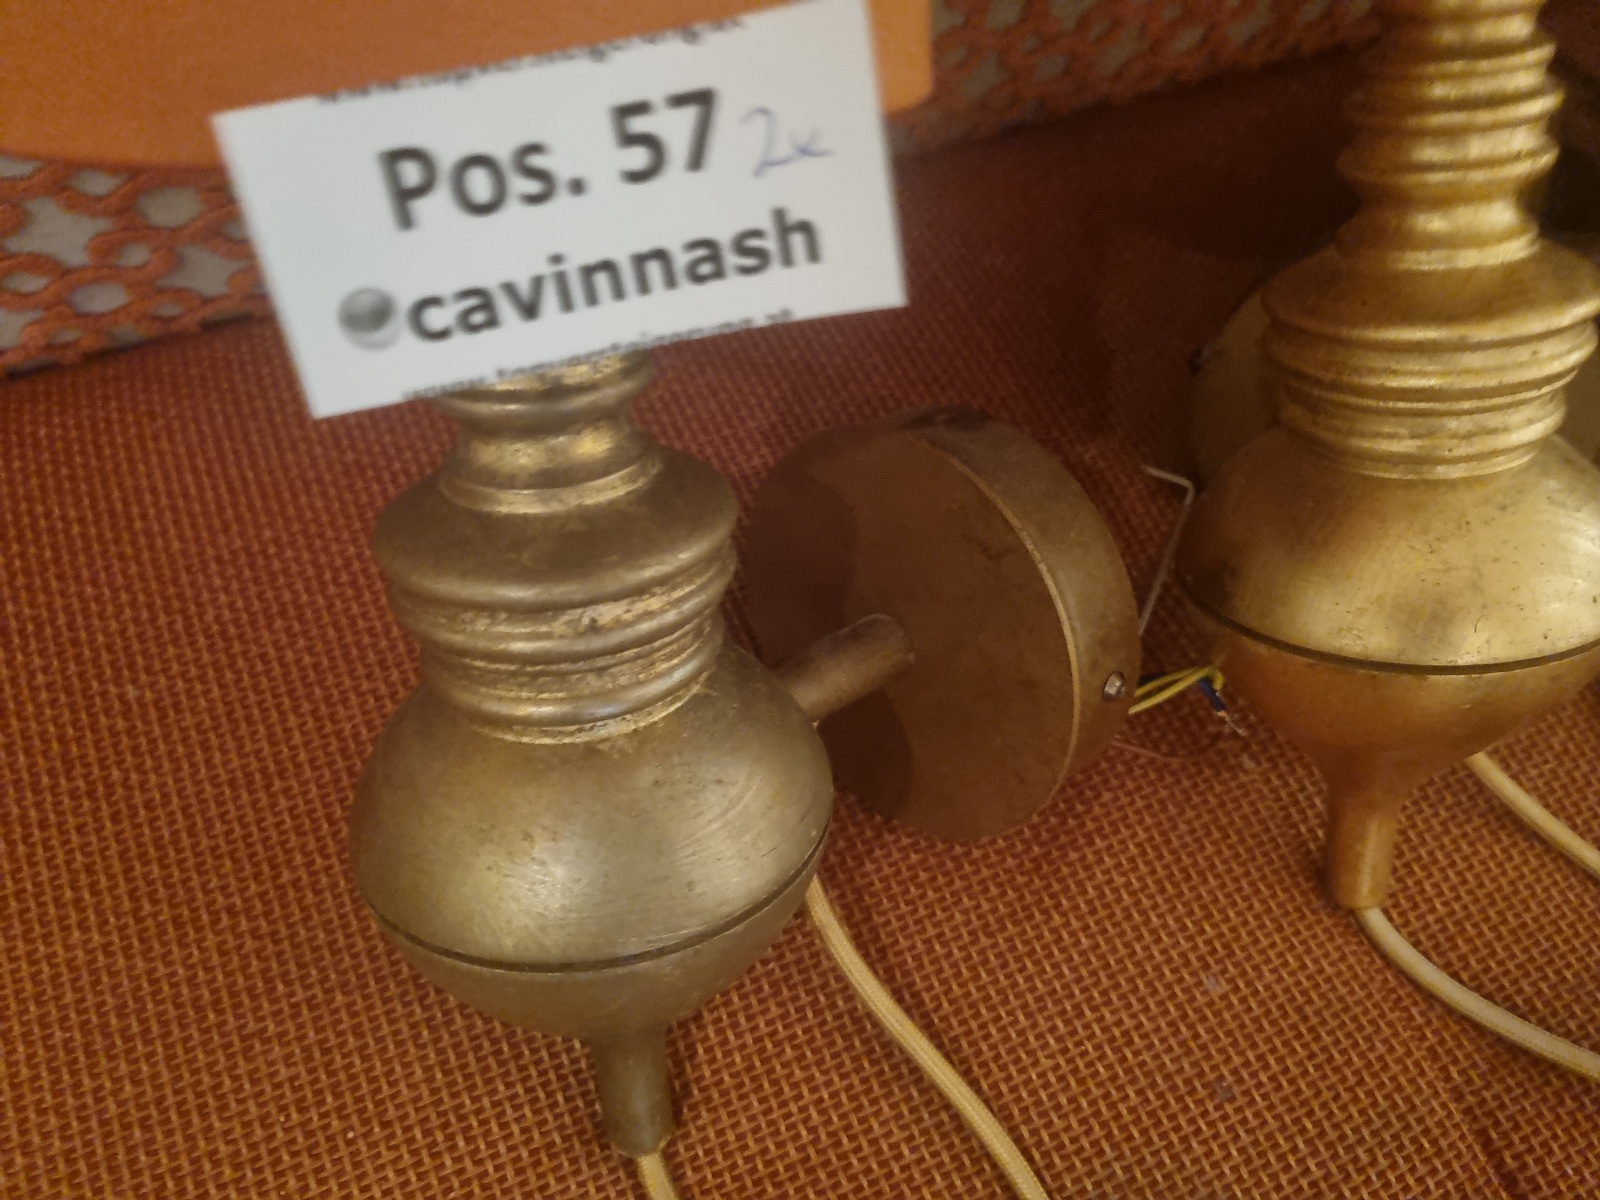 Pos. 57 2x
cavinnash